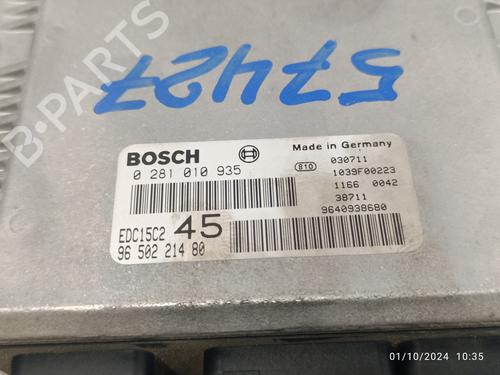 57427
BOSCH
Made in Germany
0 281 010 935
810
030711
1039F00223
1166 0042
38711
9640938680
EDC15C2 45
96 502 214 80
B-PARTS
01/10/2024 10:35